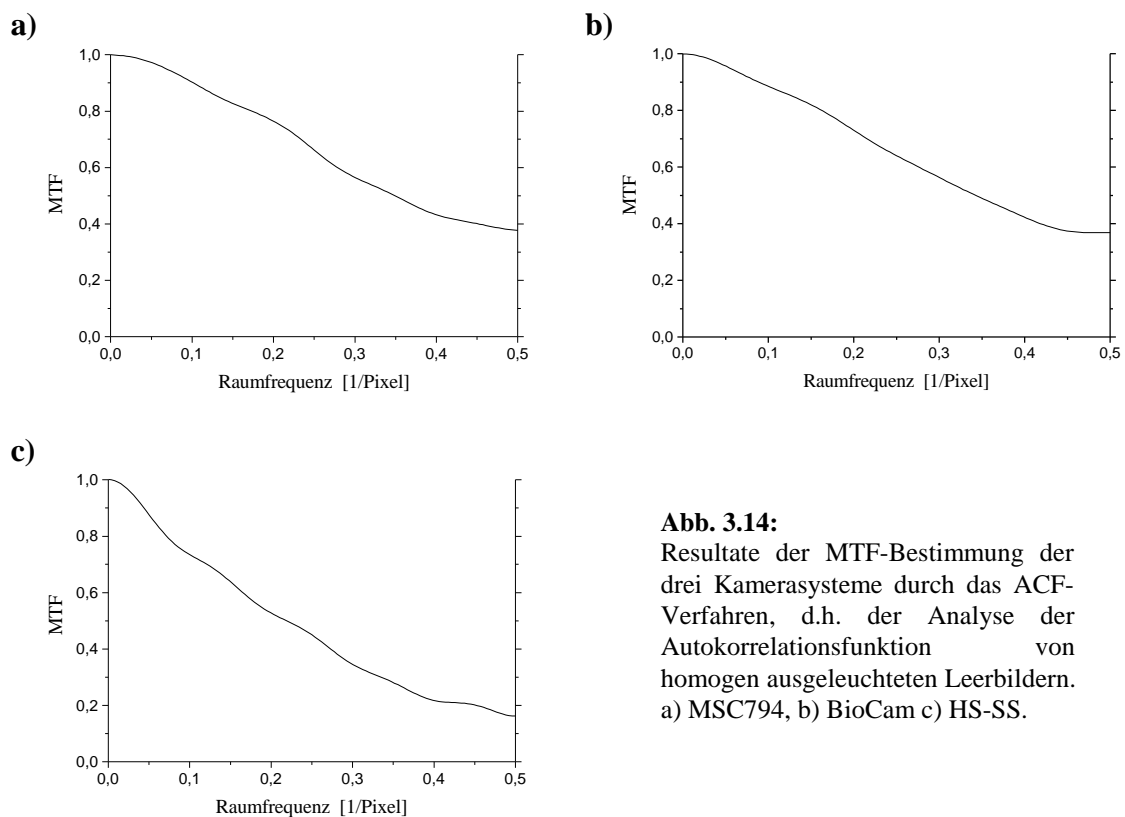 a)
1,0
0,8
0,6
0,4
0,2
0,0
MTF
0,0 0,1 0,2 0,3 0,4 0,5
Raumfrequenz [1/Pixel]
b)
1,0
0,8
0,6
0,4
0,2
0,0
MTF
0,0 0,1 0,2 0,3 0,4 0,5
Raumfrequenz [1/Pixel]
c)
1,0
0,8
0,6
0,4
0,2
0,0
MTF
0,0 0,1 0,2 0,3 0,4 0,5
Raumfrequenz [1/Pixel]
Abb. 3.14:
Resultate der MTF-Bestimmung der
drei Kamerasysteme durch das ACF-
Verfahren, d.h. der Analyse der
Autokorrelationsfunktion von
homogen ausgeleuchteten Leerbildern.
a) MSC794, b) BioCam c) HS-SS.